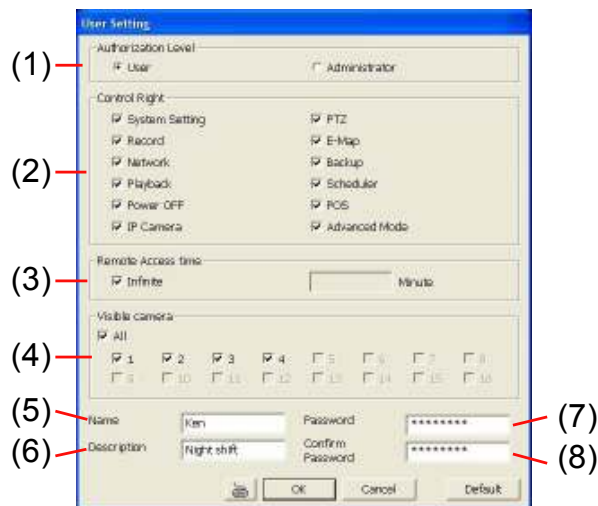 User Setting
Authorization Level
(1) User Administrator
Control Right
System Setting PTZ
Record E-Map
(2) Network Backup
Playback Scheduler
Power OFF POS
IP Camera Advanced Mode
Remote Access time
(3) Infinite Minute
Visible camera
All
(4) 1 2 3 4 5 6 7 8
9 10 11 12 13 14 15 16
(5) Name Ken Password ******** (7)
(6) Description Night shift Confirm Password ******** (8)
OK Cancel Default